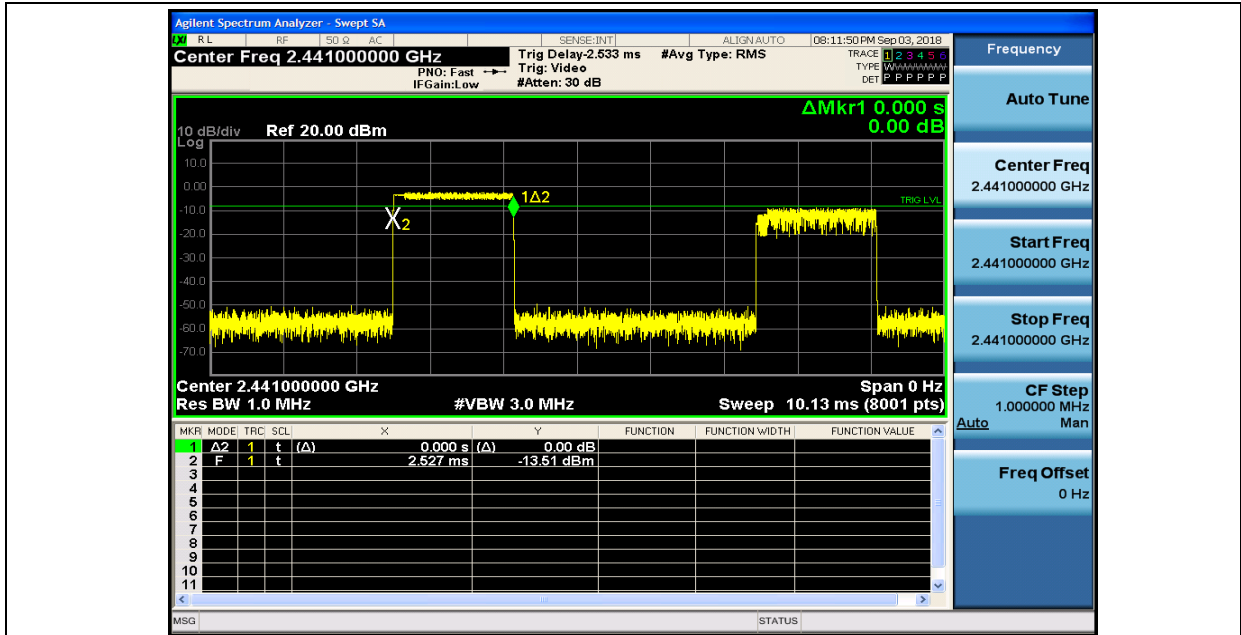 Agilent Spectrum Analyzer - Swept SA
LXI RL RF 50 Ω AC SENSE:INT ALIGN AUTO 08:11:50 PM Sep 03, 2018
Center Freq 2.441000000 GHz
PNO: Fast
IFGain:Low
Trig Delay-2.533 ms
Trig: Video
#Atten: 30 dB
#Avg Type: RMS
TRACE 1 2 3 4 5 6
TYPE WWWWWW
DET P P P P P P
ΔMkr1 0.000 s
0.00 dB
10 dB/div Ref 20.00 dBm
Log
10.0
0.00
-10.0
-20.0
-30.0
-40.0
-50.0
-60.0
-70.0
X2
1Δ2
TRIG LVL
Center 2.441000000 GHz Span 0 Hz
Res BW 1.0 MHz #VBW 3.0 MHz Sweep 10.13 ms (8001 pts)
MKR MODE TRC SCL X Y FUNCTION FUNCTION WIDTH FUNCTION VALUE
1 Δ2 1 t (Δ) 0.000 s (Δ) 0.00 dB
2 F 1 t 2.527 ms -13.51 dBm
3
4
5
6
7
8
9
10
11
MSG STATUS
Frequency
Auto Tune
Center Freq
2.441000000 GHz
Start Freq
2.441000000 GHz
Stop Freq
2.441000000 GHz
CF Step
1.000000 MHz
Auto Man
Freq Offset
0 Hz